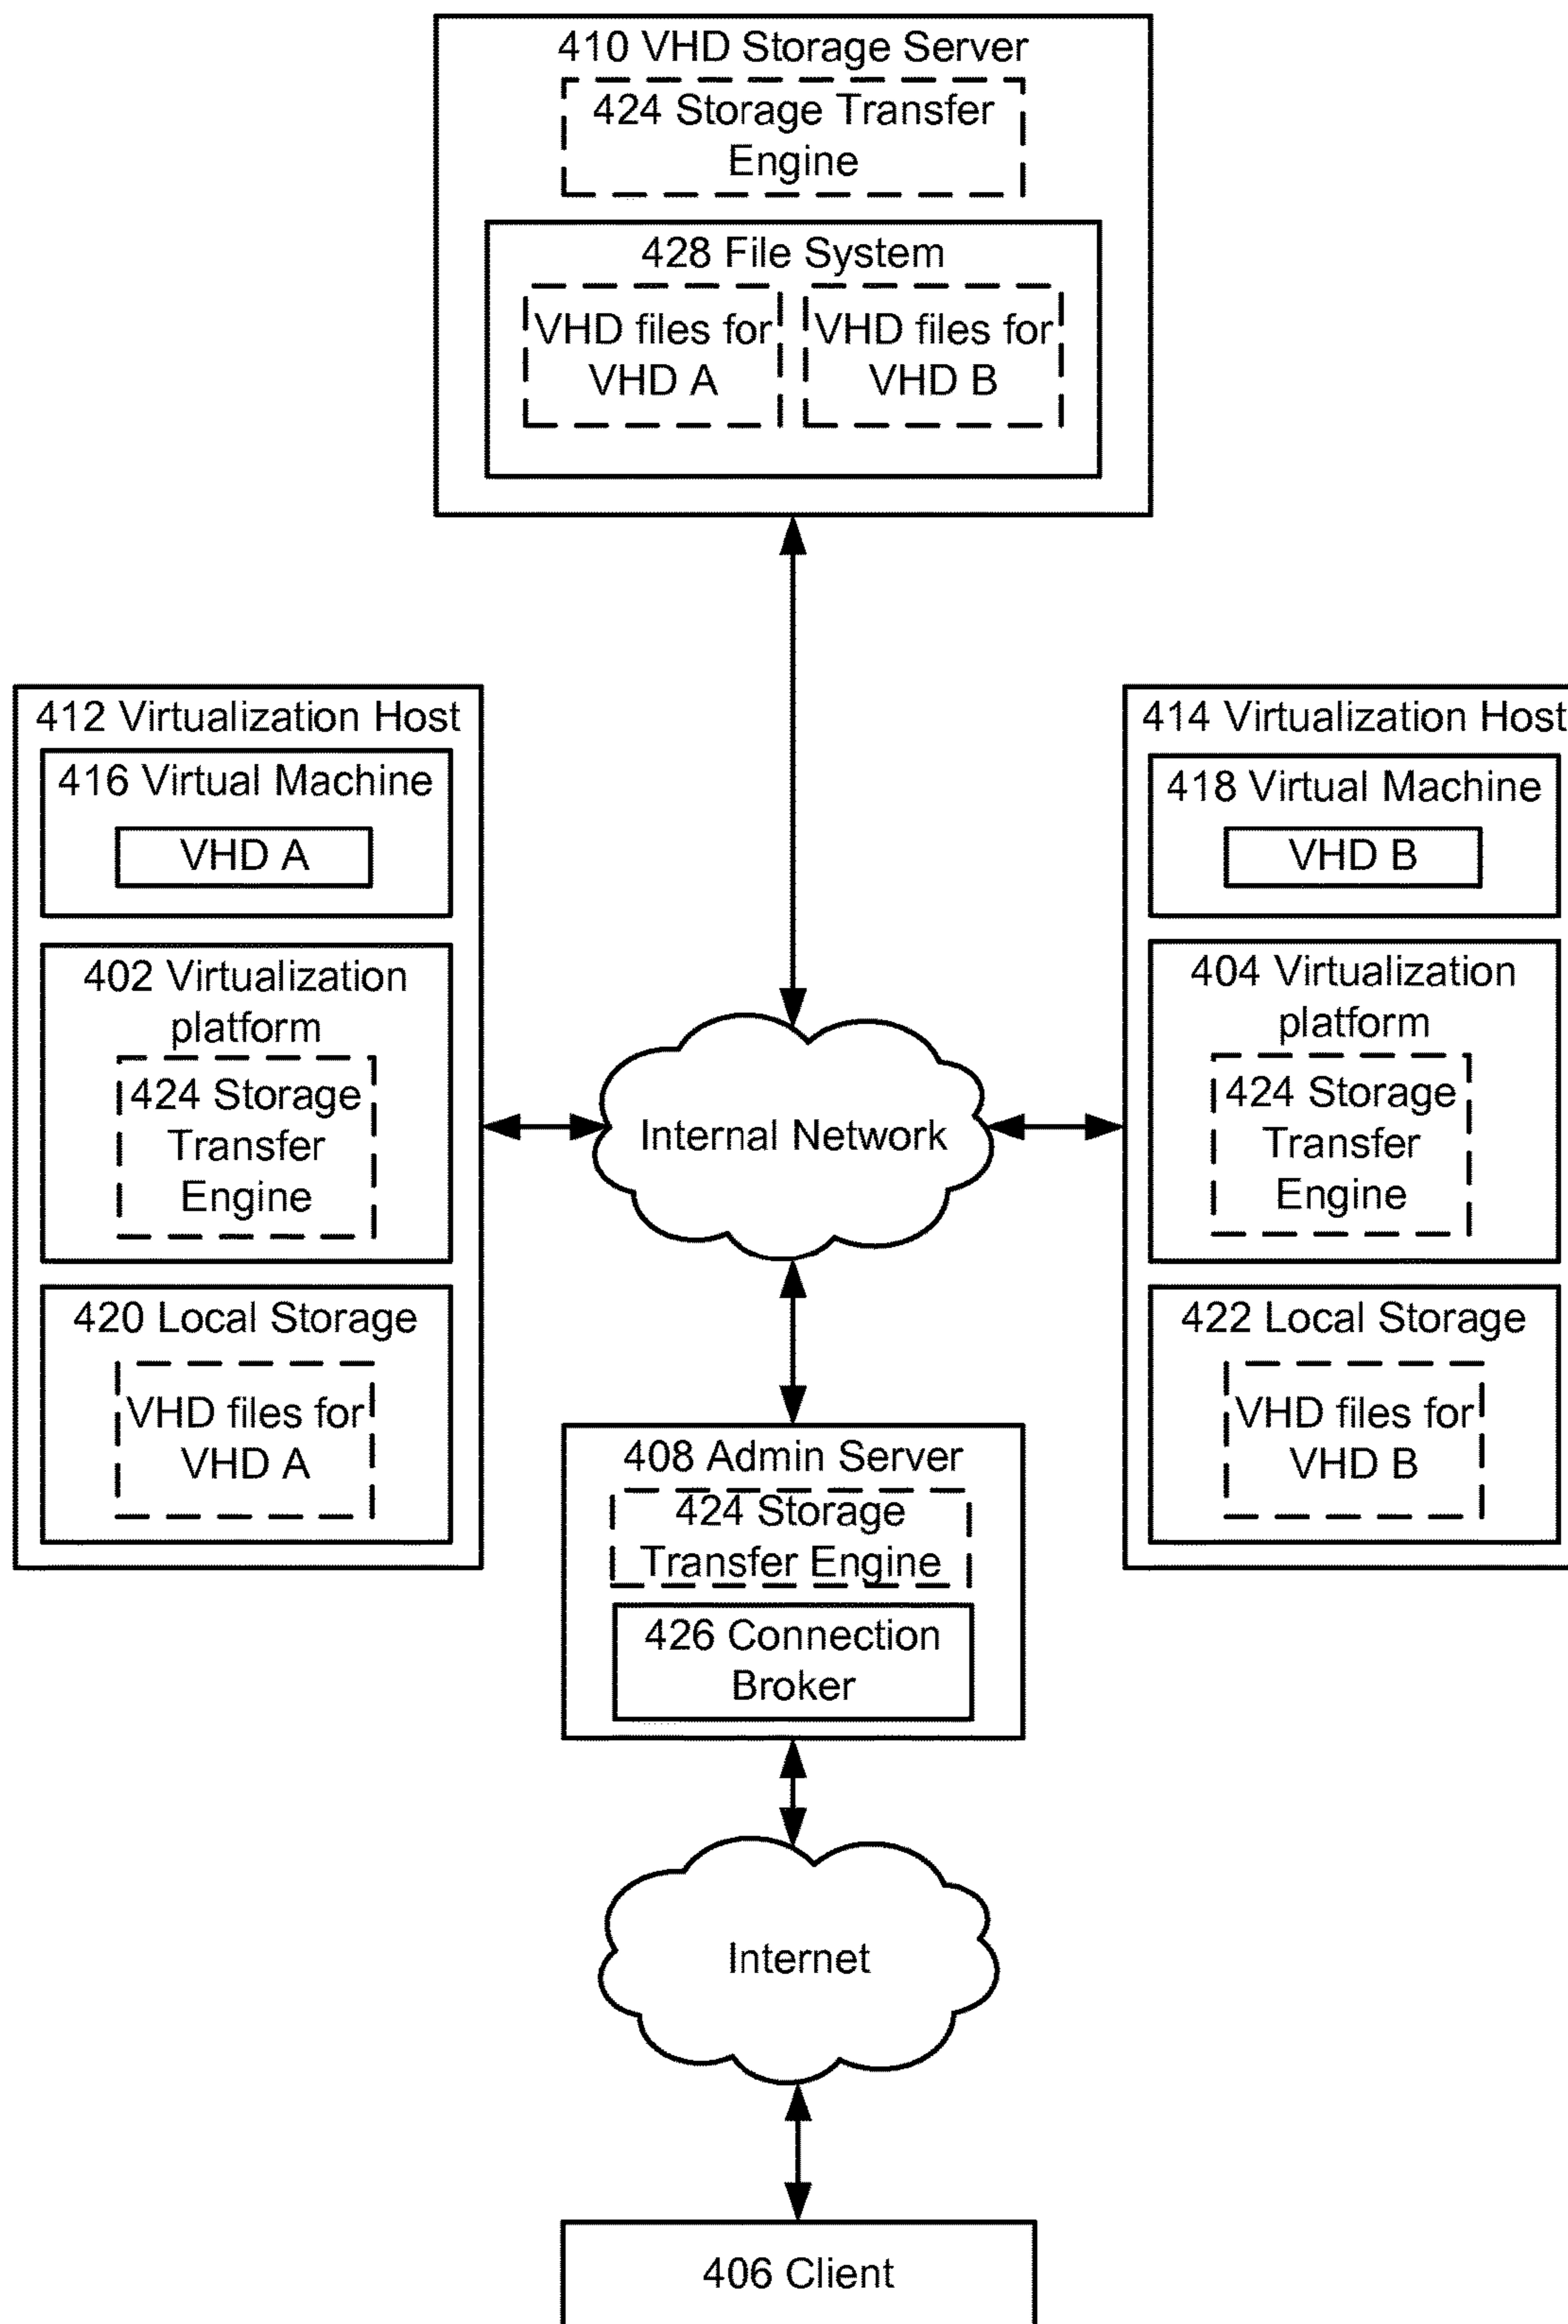 410 VHD Storage Server
424 Storage Transfer
Engine
428 File System
VHD files for
VHD A
VHD files for
VHD B
412 Virtualization Host
416 Virtual Machine
VHD A
402 Virtualization
platform
424 Storage
Transfer
Engine
420 Local Storage
VHD files for
VHD A
414 Virtualization Host
418 Virtual Machine
VHD B
404 Virtualization
platform
424 Storage
Transfer
Engine
422 Local Storage
VHD files for
VHD B
Internal Network
408 Admin Server
424 Storage
Transfer Engine
426 Connection
Broker
Internet
406 Client